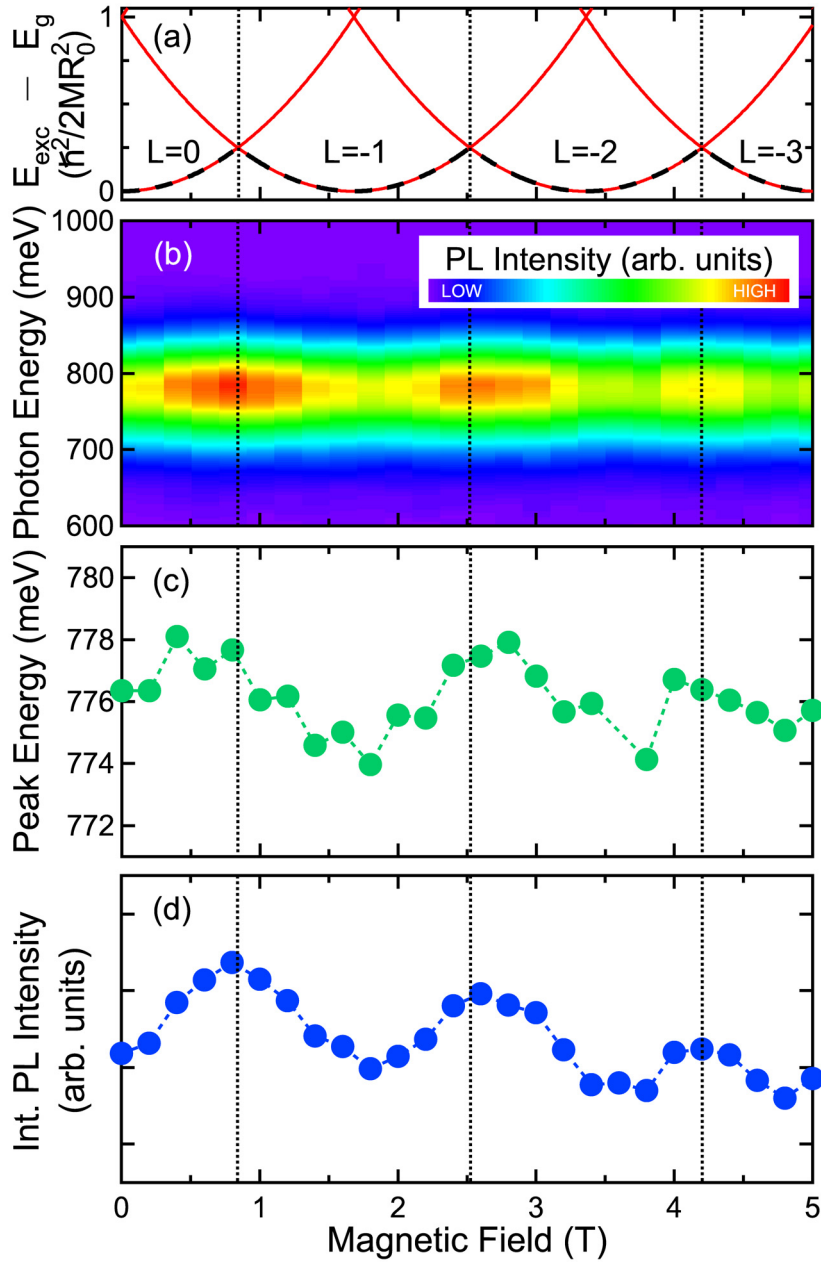 E_exc − E_g
(ħ²/2MR₀²)
1
0
(a)
L=0
L=-1
L=-2
L=-3
Photon Energy (meV)
1000
900
800
700
600
(b)
PL Intensity (arb. units)
LOW
HIGH
Peak Energy (meV)
780
778
776
774
772
(c)
Int. PL Intensity
(arb. units)
(d)
0
1
2
3
4
5
Magnetic Field (T)